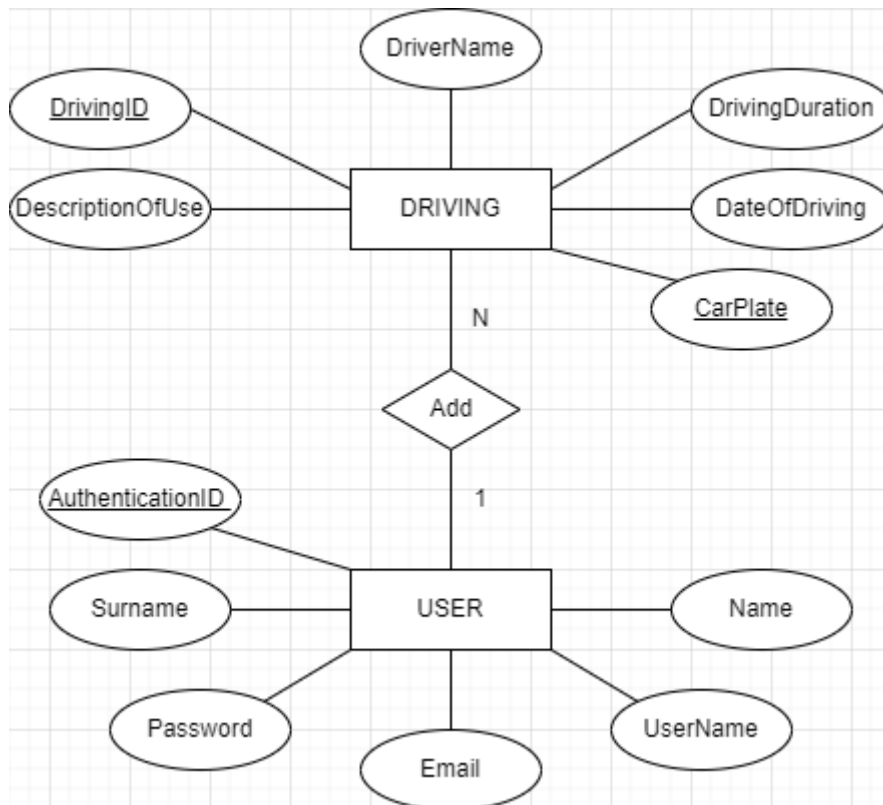 DriverName
DrivingID
DrivingDuration
DescriptionOfUse
DRIVING
DateOfDriving
CarPlate
N
Add
AuthenticationID
1
Surname
USER
Name
Password
UserName
Email